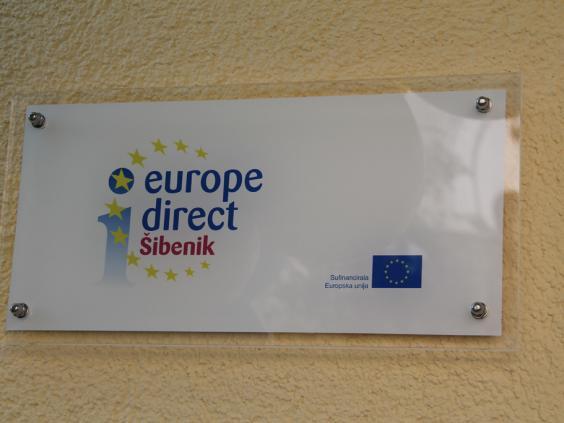 europe
direct
Šibenik
Sufinancirala
Europska unija